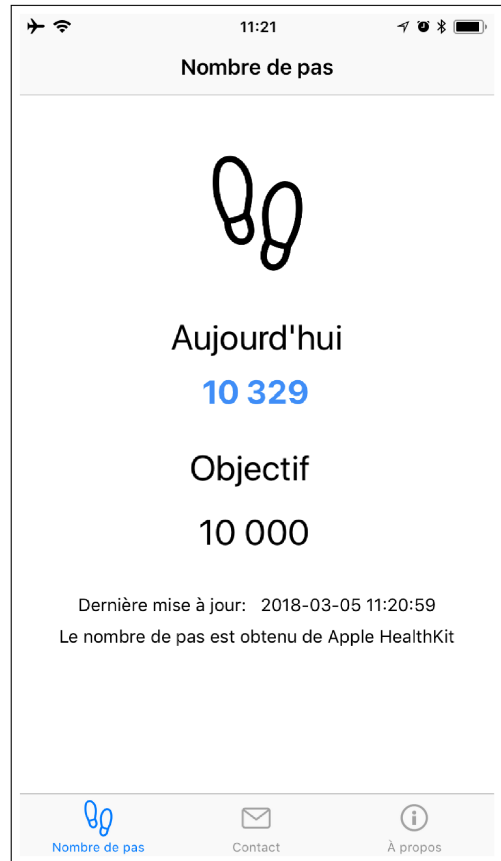 11:21
Nombre de pas
Aujourd'hui
10 329
Objectif
10 000
Dernière mise à jour: 2018-03-05 11:20:59
Le nombre de pas est obtenu de Apple HealthKit
Nombre de pas Contact À propos